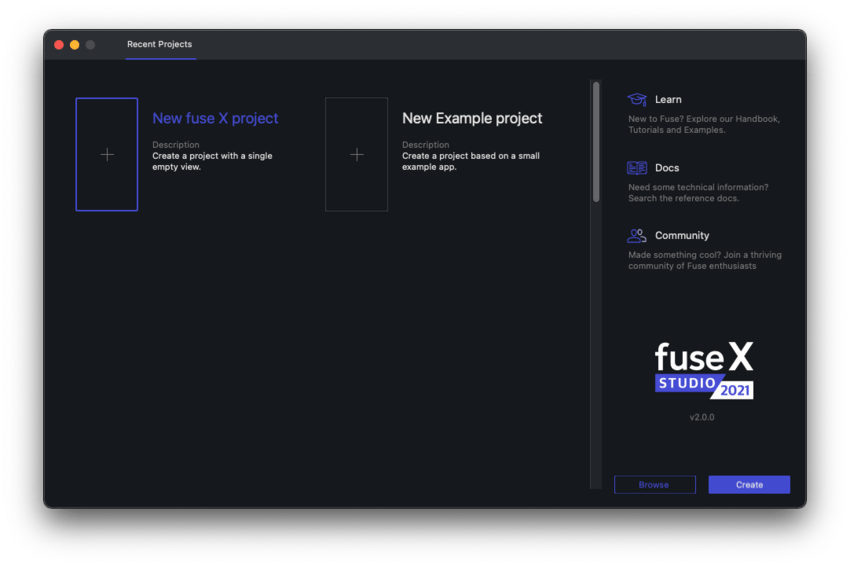 Recent Projects
New fuse X project
Description
Create a project with a single
empty view.
New Example project
Description
Create a project based on a small
example app.
Learn
New to Fuse? Explore our Handbook,
Tutorials and Examples.
Docs
Need some technical information?
Search the reference docs.
Community
Made something cool? Join a thriving
community of Fuse enthusiasts
fuse X
STUDIO 2021
v2.0.0
Browse
Create